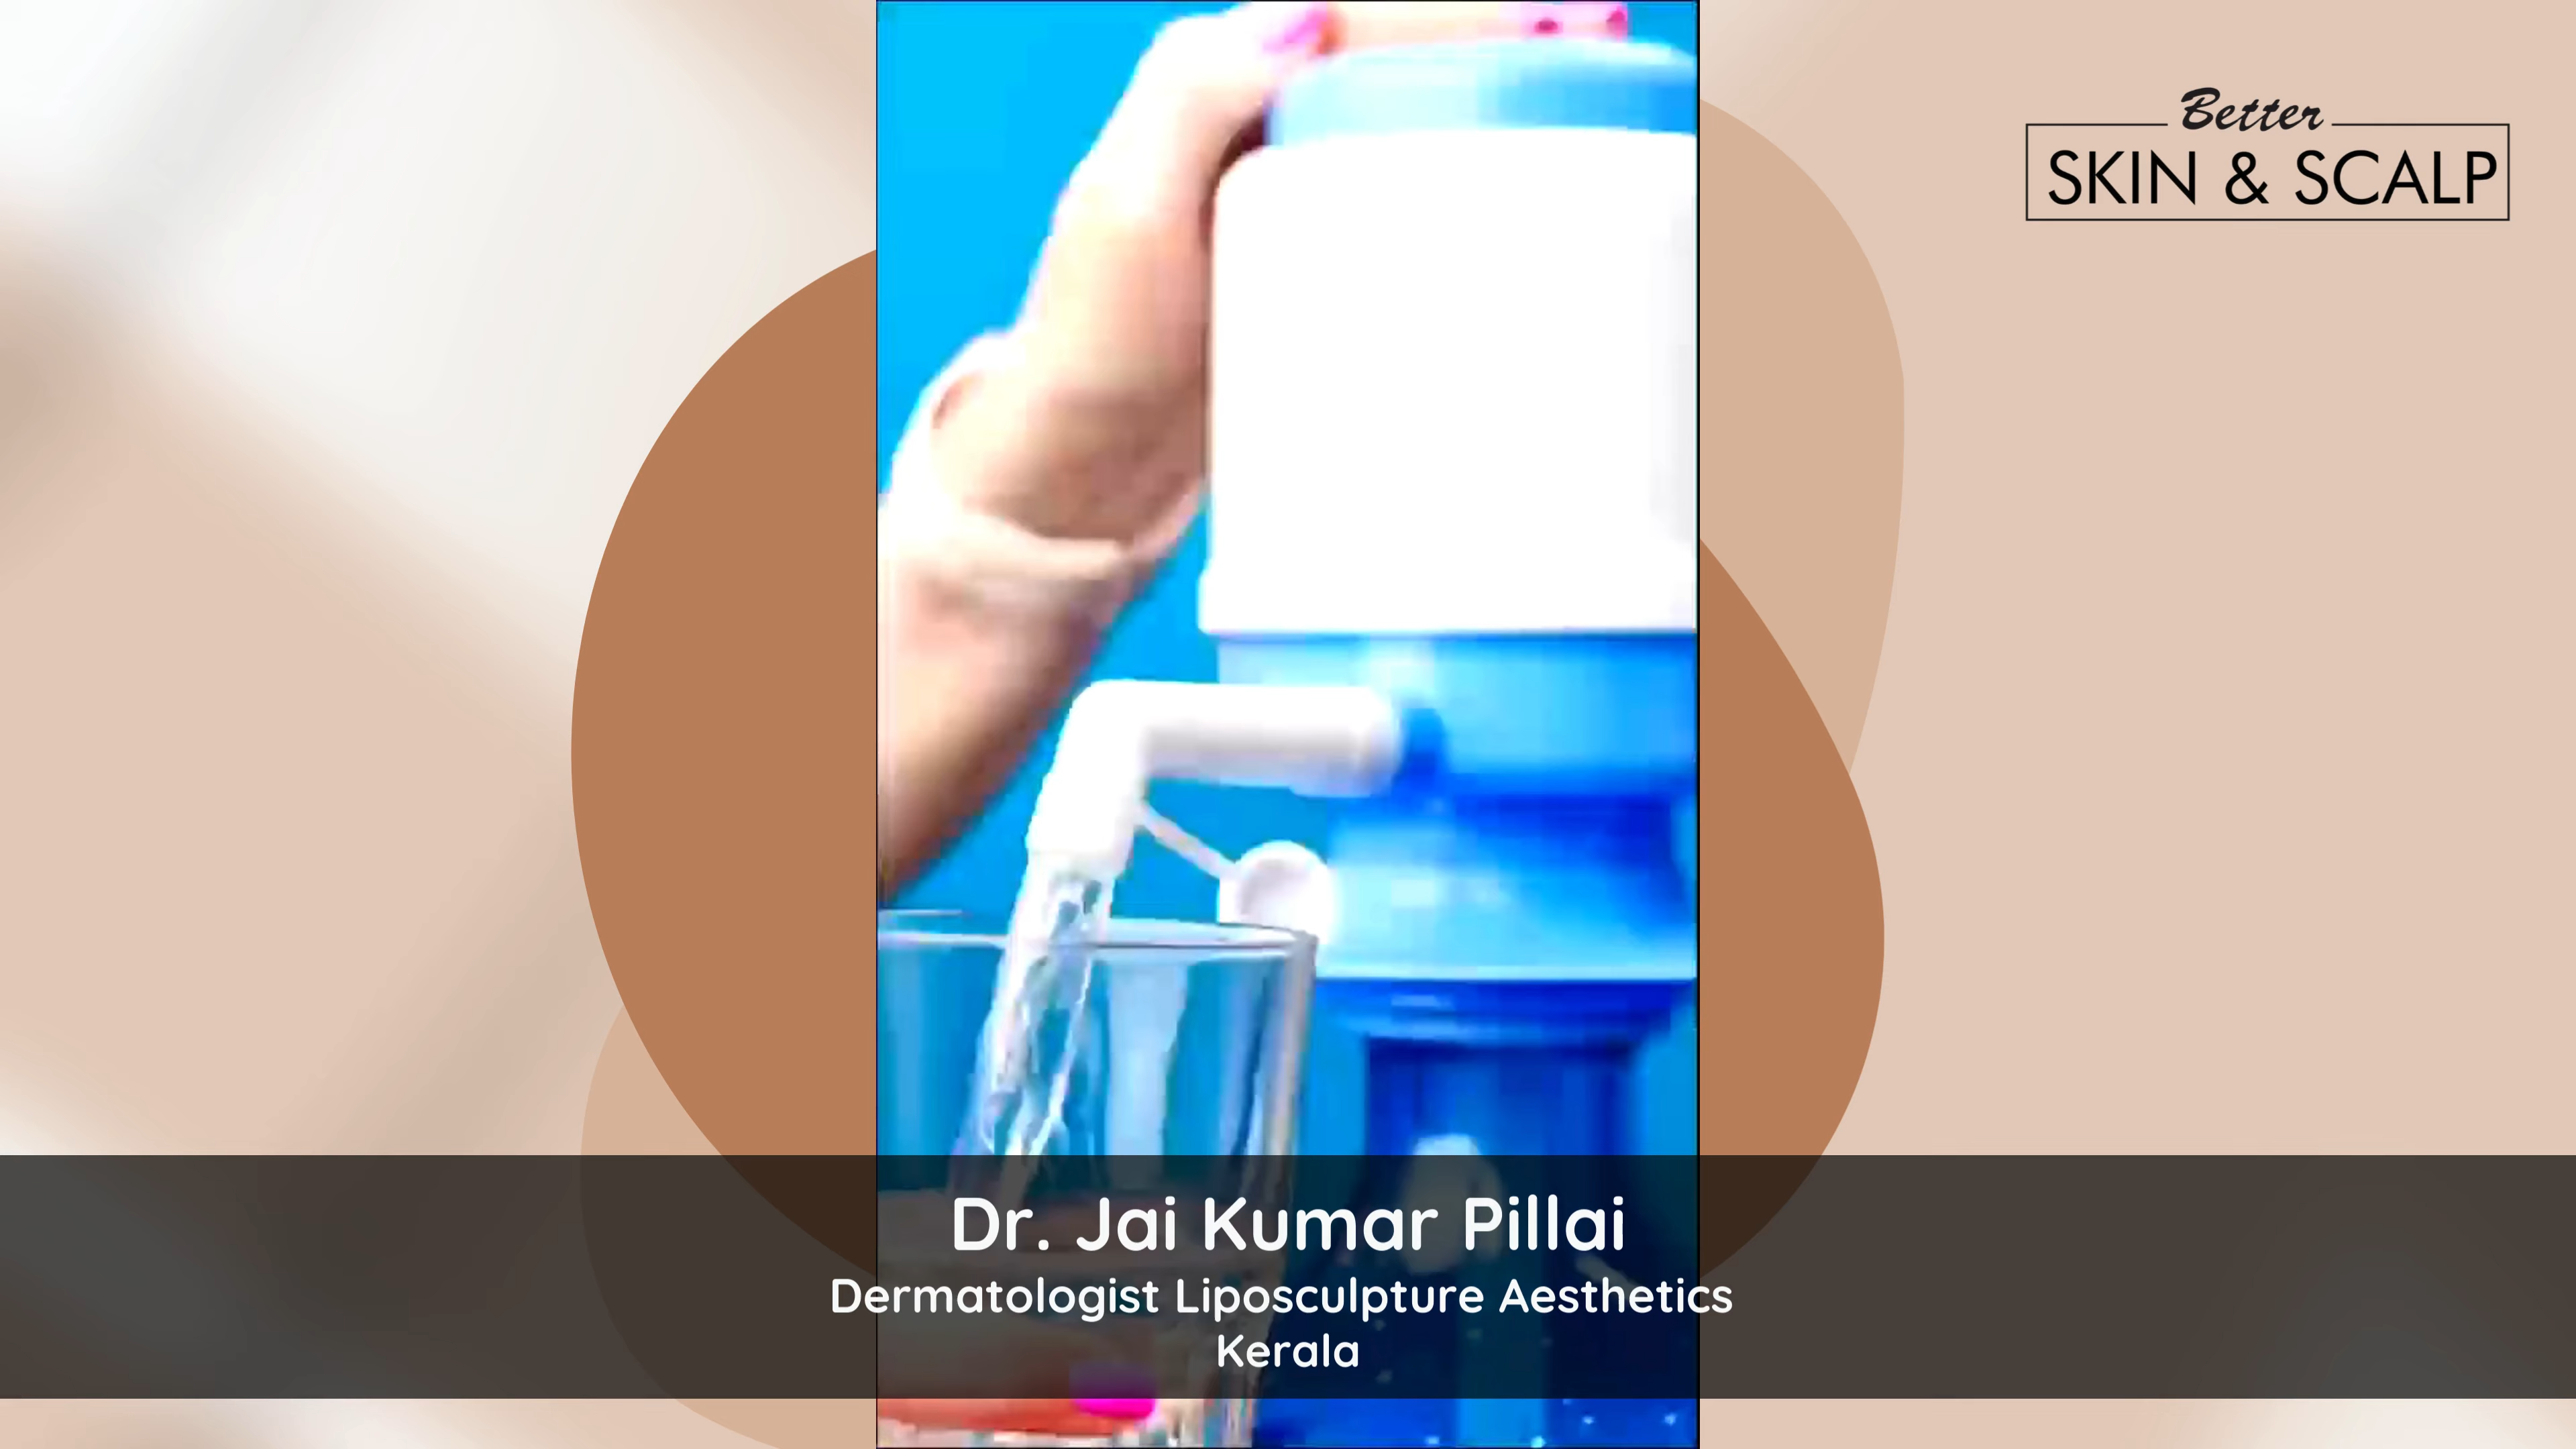 Better
SKIN & SCALP
Dr. Jai Kumar Pillai
Dermatologist Liposculpture Aesthetics
Kerala